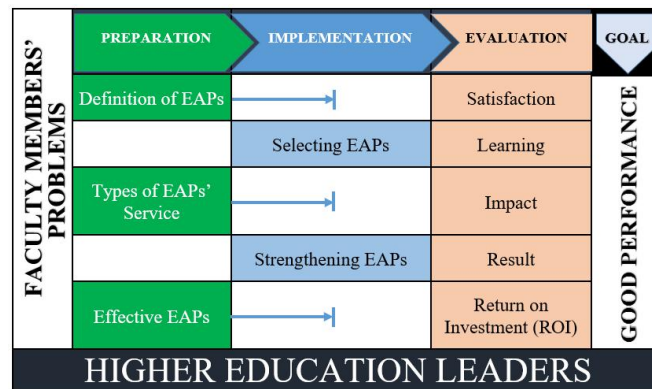 FACULTY MEMBERS'
PROBLEMS
PREPARATION
IMPLEMENTATION
EVALUATION
GOAL
Definition of EAPs
Satisfaction
Selecting EAPs
Learning
Types of EAPs'
Service
Impact
Strengthening EAPs
Result
Effective EAPs
Return on
Investment (ROI)
GOOD PERFORMANCE
HIGHER EDUCATION LEADERS